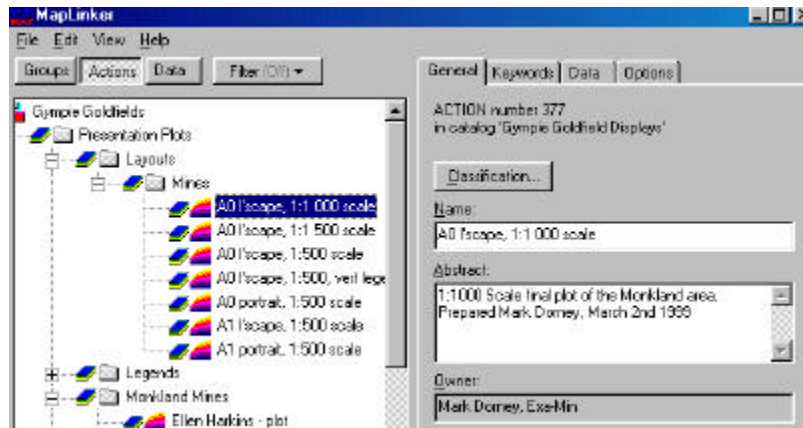 MapLinker
File Edit View Help
Groups Actions Data Filter (Off)
General Keywords Data Options
Gympie Goldfields
Presentation Plots
Layouts
Mines
A0 l'scape, 1:1 000 scale
A0 l'scape, 1:1 500 scale
A0 l'scape, 1:500 scale
A0 l'scape, 1:500, vert lege
A0 portrait, 1:500 scale
A1 l'scape, 1:500 scale
A1 portrait, 1:500 scale
Legends
Monkland Mines
Ellen Harkins - plot
ACTION number 377
in catalog 'Gympie Goldfield Displays'
Classification...
Name:
A0 l'scape, 1:1 000 scale
Abstract:
1:1000 Scale final plot of the Monkland area.
Prepared Mark Dorney, March 2nd 1999
Owner:
Mark Dorney, Exa-Min